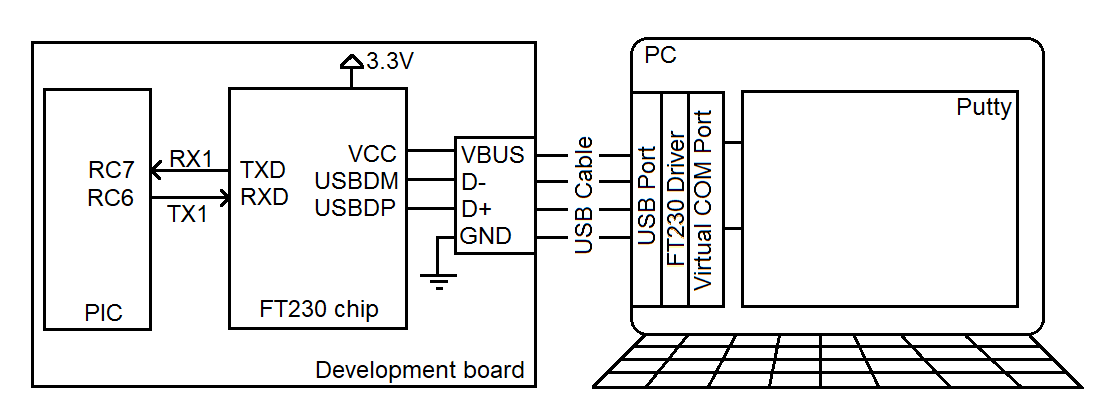 3.3V
PC
Putty
RX1
TX1
RC7
RC6
PIC
TXD
RXD
VCC
USBDM
USBDP
FT230 chip
VBUS
D-
D+
GND
Development board
USB Cable
USB Port
FT230 Driver
Virtual COM Port